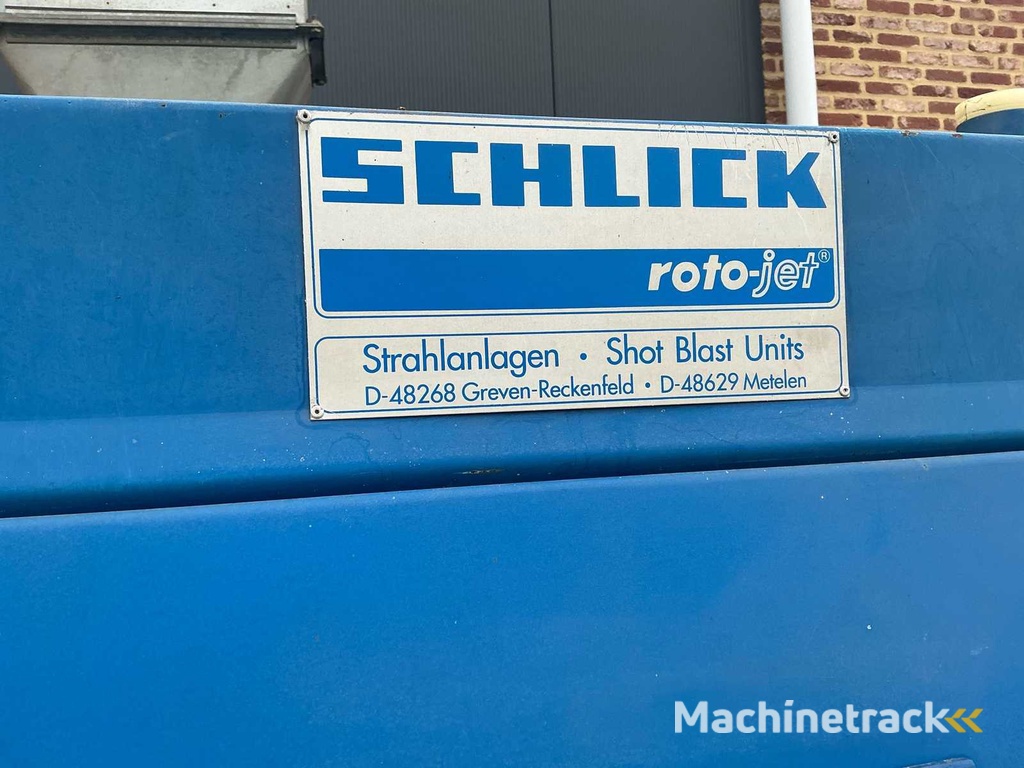 SCHLICK
roto-jet®
Strahlanlagen • Shot Blast Units
D-48268 Greven-Reckenfeld • D-48629 Metelen
Machinetrack